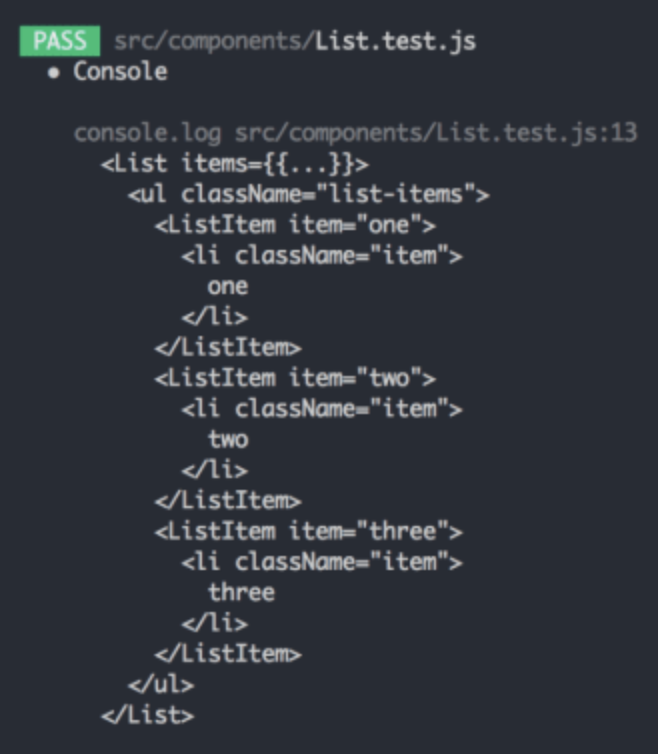 PASS src/components/List.test.js
● Console
console.log src/components/List.test.js:13
<List items={{...}}>
<ul className="list-items">
<ListItem item="one">
<li className="item">
one
</li>
</ListItem>
<ListItem item="two">
<li className="item">
two
</li>
</ListItem>
<ListItem item="three">
<li className="item">
three
</li>
</ListItem>
</ul>
</List>